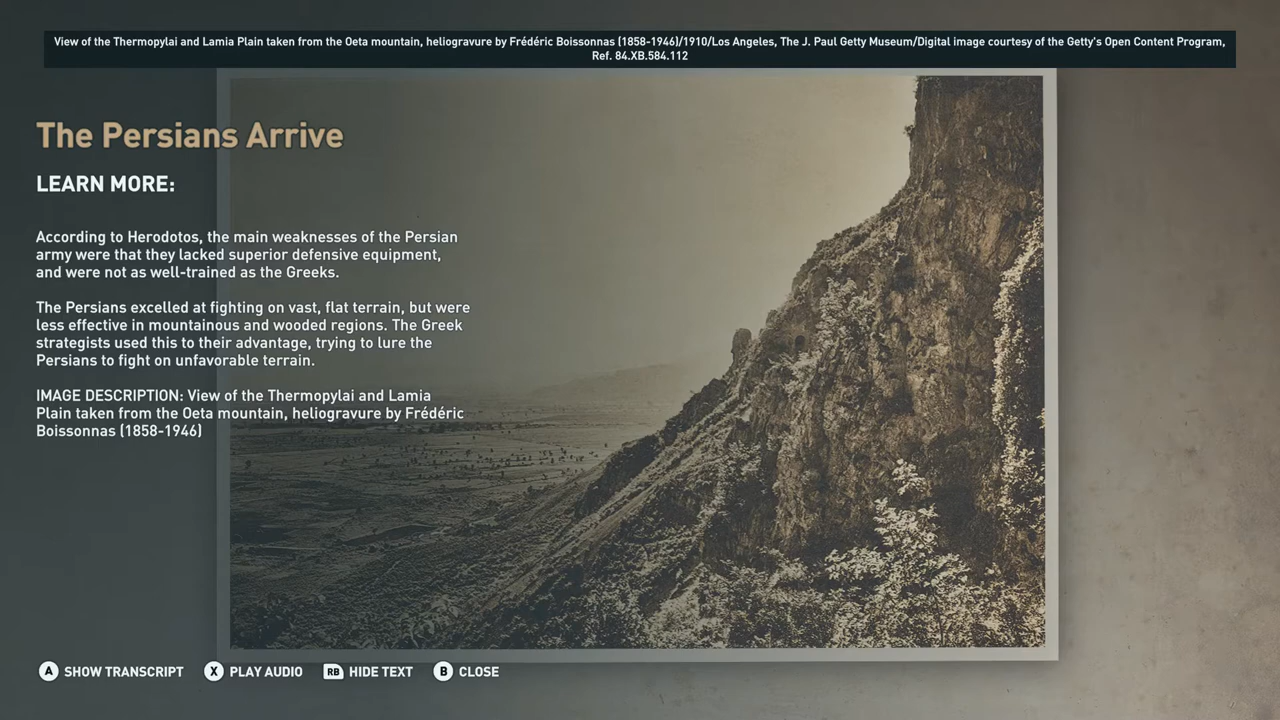 View of the Thermopylai and Lamia Plain taken from the Oeta mountain, heliogravure by Frédéric Boissonnas (1858-1946)/1910/Los Angeles, The J. Paul Getty Museum/Digital image courtesy of the Getty's Open Content Program,
Ref. 84.XB.584.112
The Persians Arrive
LEARN MORE:
According to Herodotos, the main weaknesses of the Persian
army were that they lacked superior defensive equipment,
and were not as well-trained as the Greeks.
The Persians excelled at fighting on vast, flat terrain, but were
less effective in mountainous and wooded regions. The Greek
strategists used this to their advantage, trying to lure the
Persians to fight on unfavorable terrain.
IMAGE DESCRIPTION: View of the Thermopylai and Lamia
Plain taken from the Oeta mountain, heliogravure by Frédéric
Boissonnas (1858-1946)
A SHOW TRANSCRIPT X PLAY AUDIO RB HIDE TEXT B CLOSE